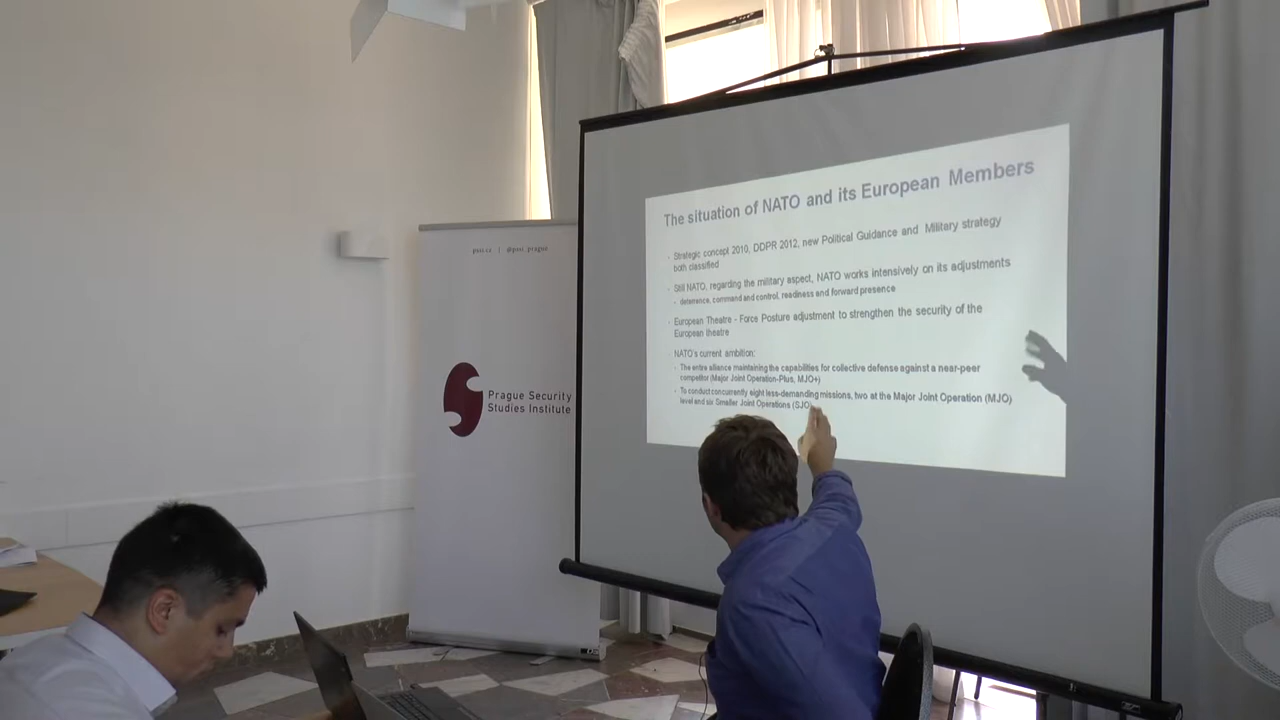 pssi.cz | @pssi_prague
Prague Security
Studies Institute
The situation of NATO and its European Members
Strategic concept 2010, DDPR 2012, new Political Guidance and Military strategy
both classified
Still NATO, regarding the military aspect, NATO works intensively on its adjustments
- deterrence, command and control, readiness and forward presence
European Theatre - Force Posture adjustment to strengthen the security of the
European theatre
NATO's current ambition:
The entire alliance maintaining the capabilities for collective defense against a near-peer
competitor (Major Joint Operation-Plus, MJO+)
To conduct concurrently eight less-demanding missions, two at the Major Joint Operation (MJO)
level and six Smaller Joint Operations (SJO)